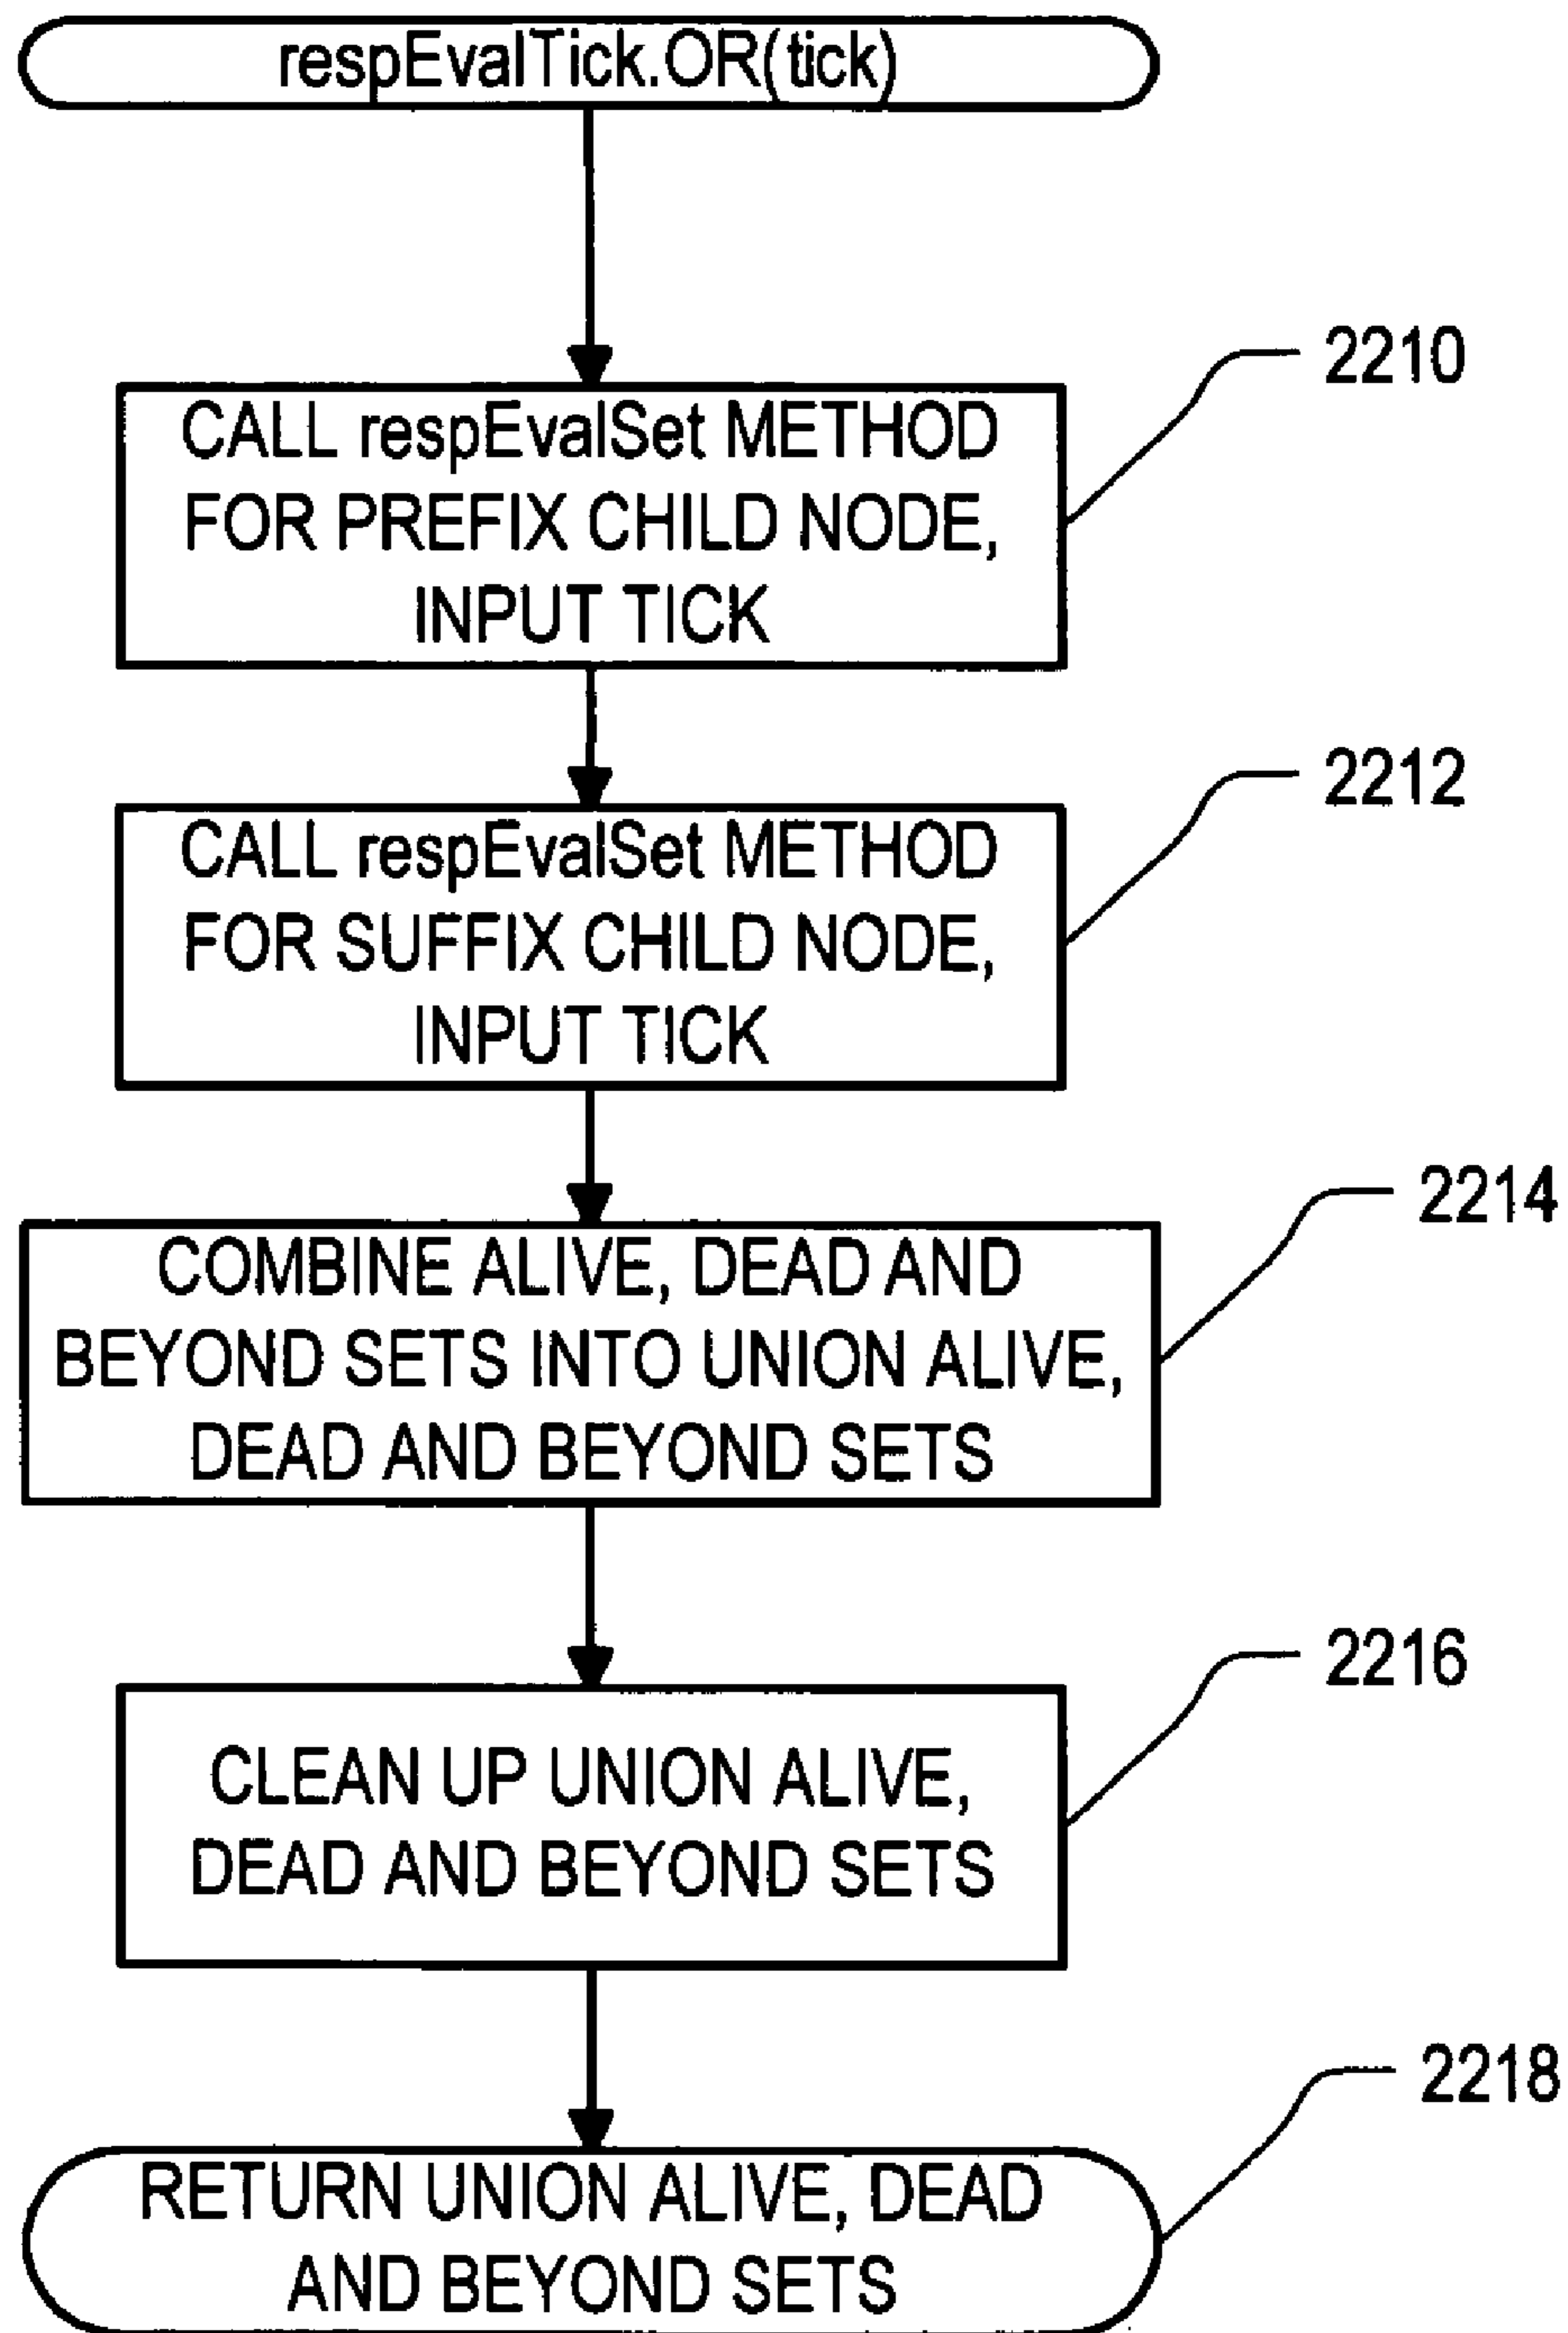 respEvalTick.OR(tick)
2210
CALL respEvalSet METHOD
FOR PREFIX CHILD NODE,
INPUT TICK
2212
CALL respEvalSet METHOD
FOR SUFFIX CHILD NODE,
INPUT TICK
2214
COMBINE ALIVE, DEAD AND
BEYOND SETS INTO UNION ALIVE,
DEAD AND BEYOND SETS
2216
CLEAN UP UNION ALIVE,
DEAD AND BEYOND SETS
2218
RETURN UNION ALIVE, DEAD
AND BEYOND SETS